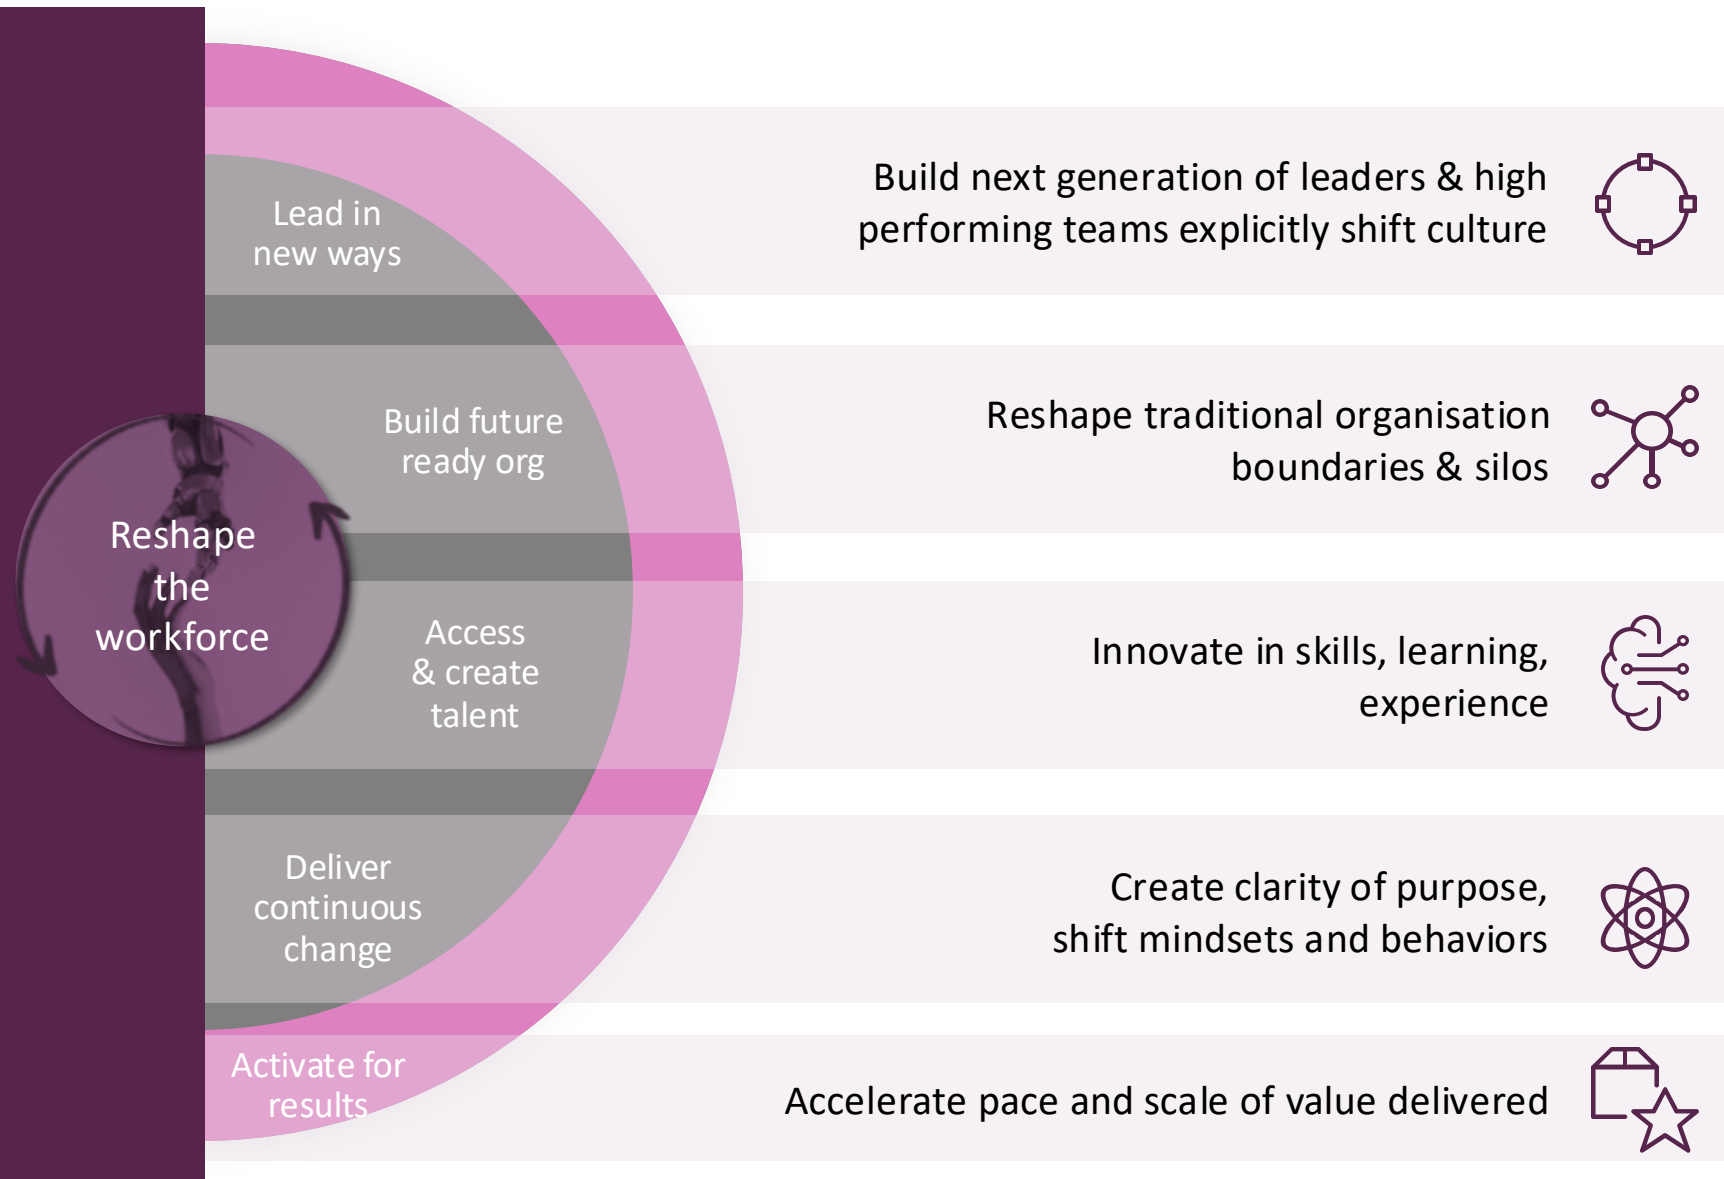 Lead in
new ways
Build next generation of leaders & high
performing teams explicitly shift culture
Build future
ready org
Reshape traditional organisation
boundaries & silos
Reshape
the
workforce
Access
& create
talent
Innovate in skills, learning,
experience
Deliver
continuous
change
Create clarity of purpose,
shift mindsets and behaviors
Activate for
results
Accelerate pace and scale of value delivered